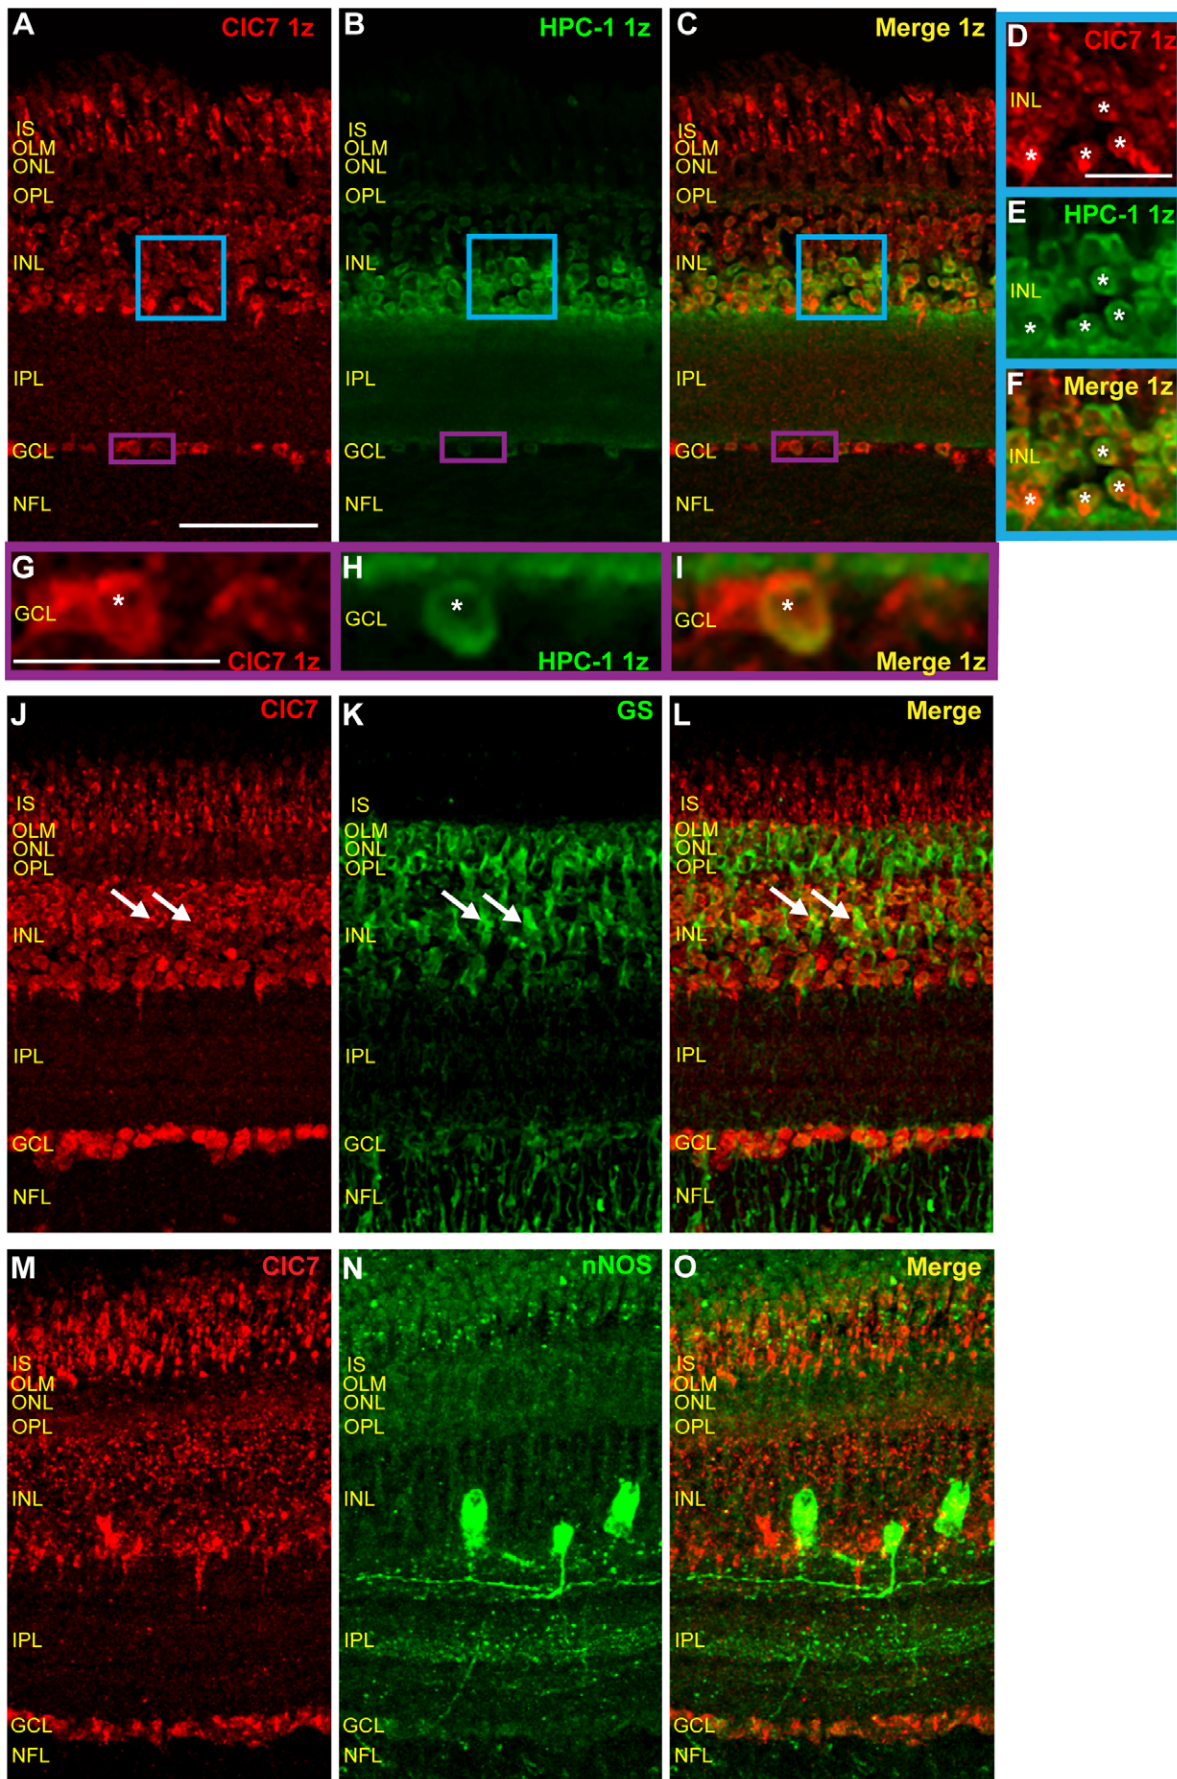 A ClC7 1z
IS
OLM
ONL
OPL
INL
IPL
GCL
NFL
B HPC-1 1z
IS
OLM
ONL
OPL
INL
IPL
GCL
NFL
C Merge 1z
IS
OLM
ONL
OPL
INL
IPL
GCL
NFL
D ClC7 1z
INL
* * * *
E HPC-1 1z
INL
* * * *
F Merge 1z
INL
* * * *
G
GCL *
ClC7 1z
H
GCL *
HPC-1 1z
I
GCL *
Merge 1z
J ClC7
IS
OLM
ONL
OPL
INL
IPL
GCL
NFL
K GS
IS
OLM
ONL
OPL
INL
IPL
GCL
NFL
L Merge
IS
OLM
ONL
OPL
INL
IPL
GCL
NFL
M ClC7
IS
OLM
ONL
OPL
INL
IPL
GCL
NFL
N nNOS
IS
OLM
ONL
OPL
INL
IPL
GCL
NFL
O Merge
IS
OLM
ONL
OPL
INL
IPL
GCL
NFL